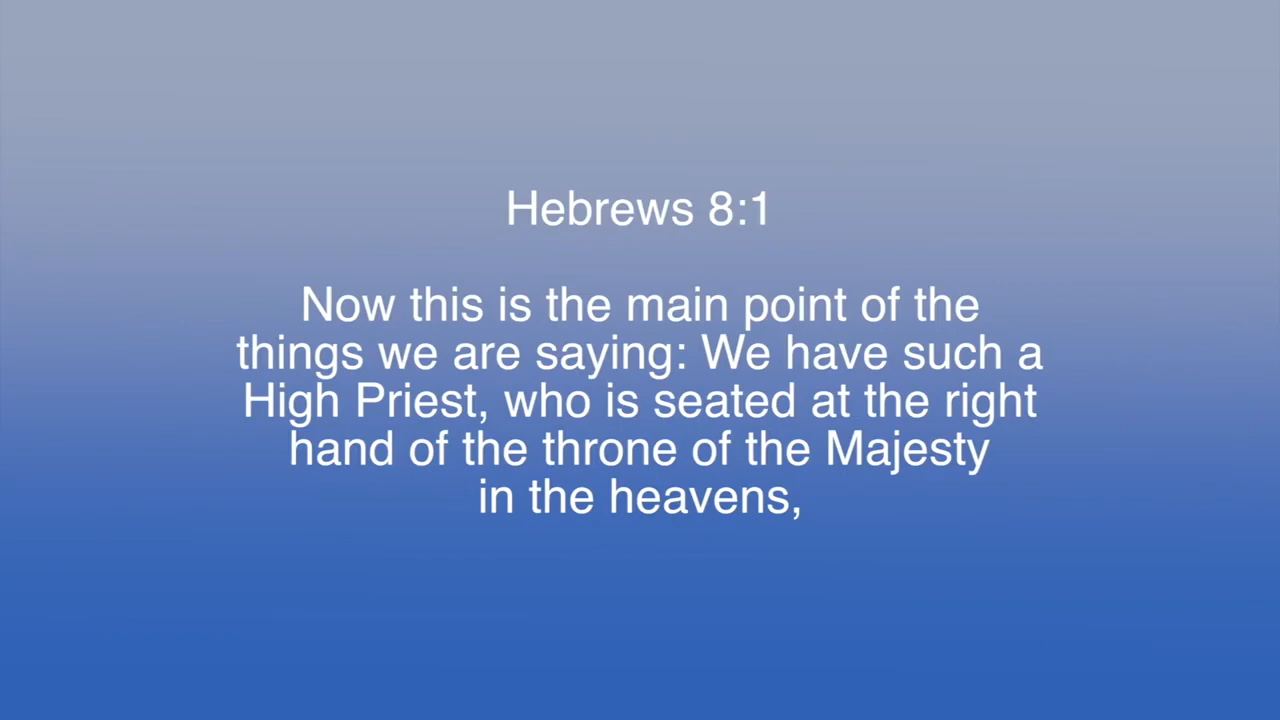 Hebrews 8:1
Now this is the main point of the
things we are saying: We have such a
High Priest, who is seated at the right
hand of the throne of the Majesty
in the heavens,